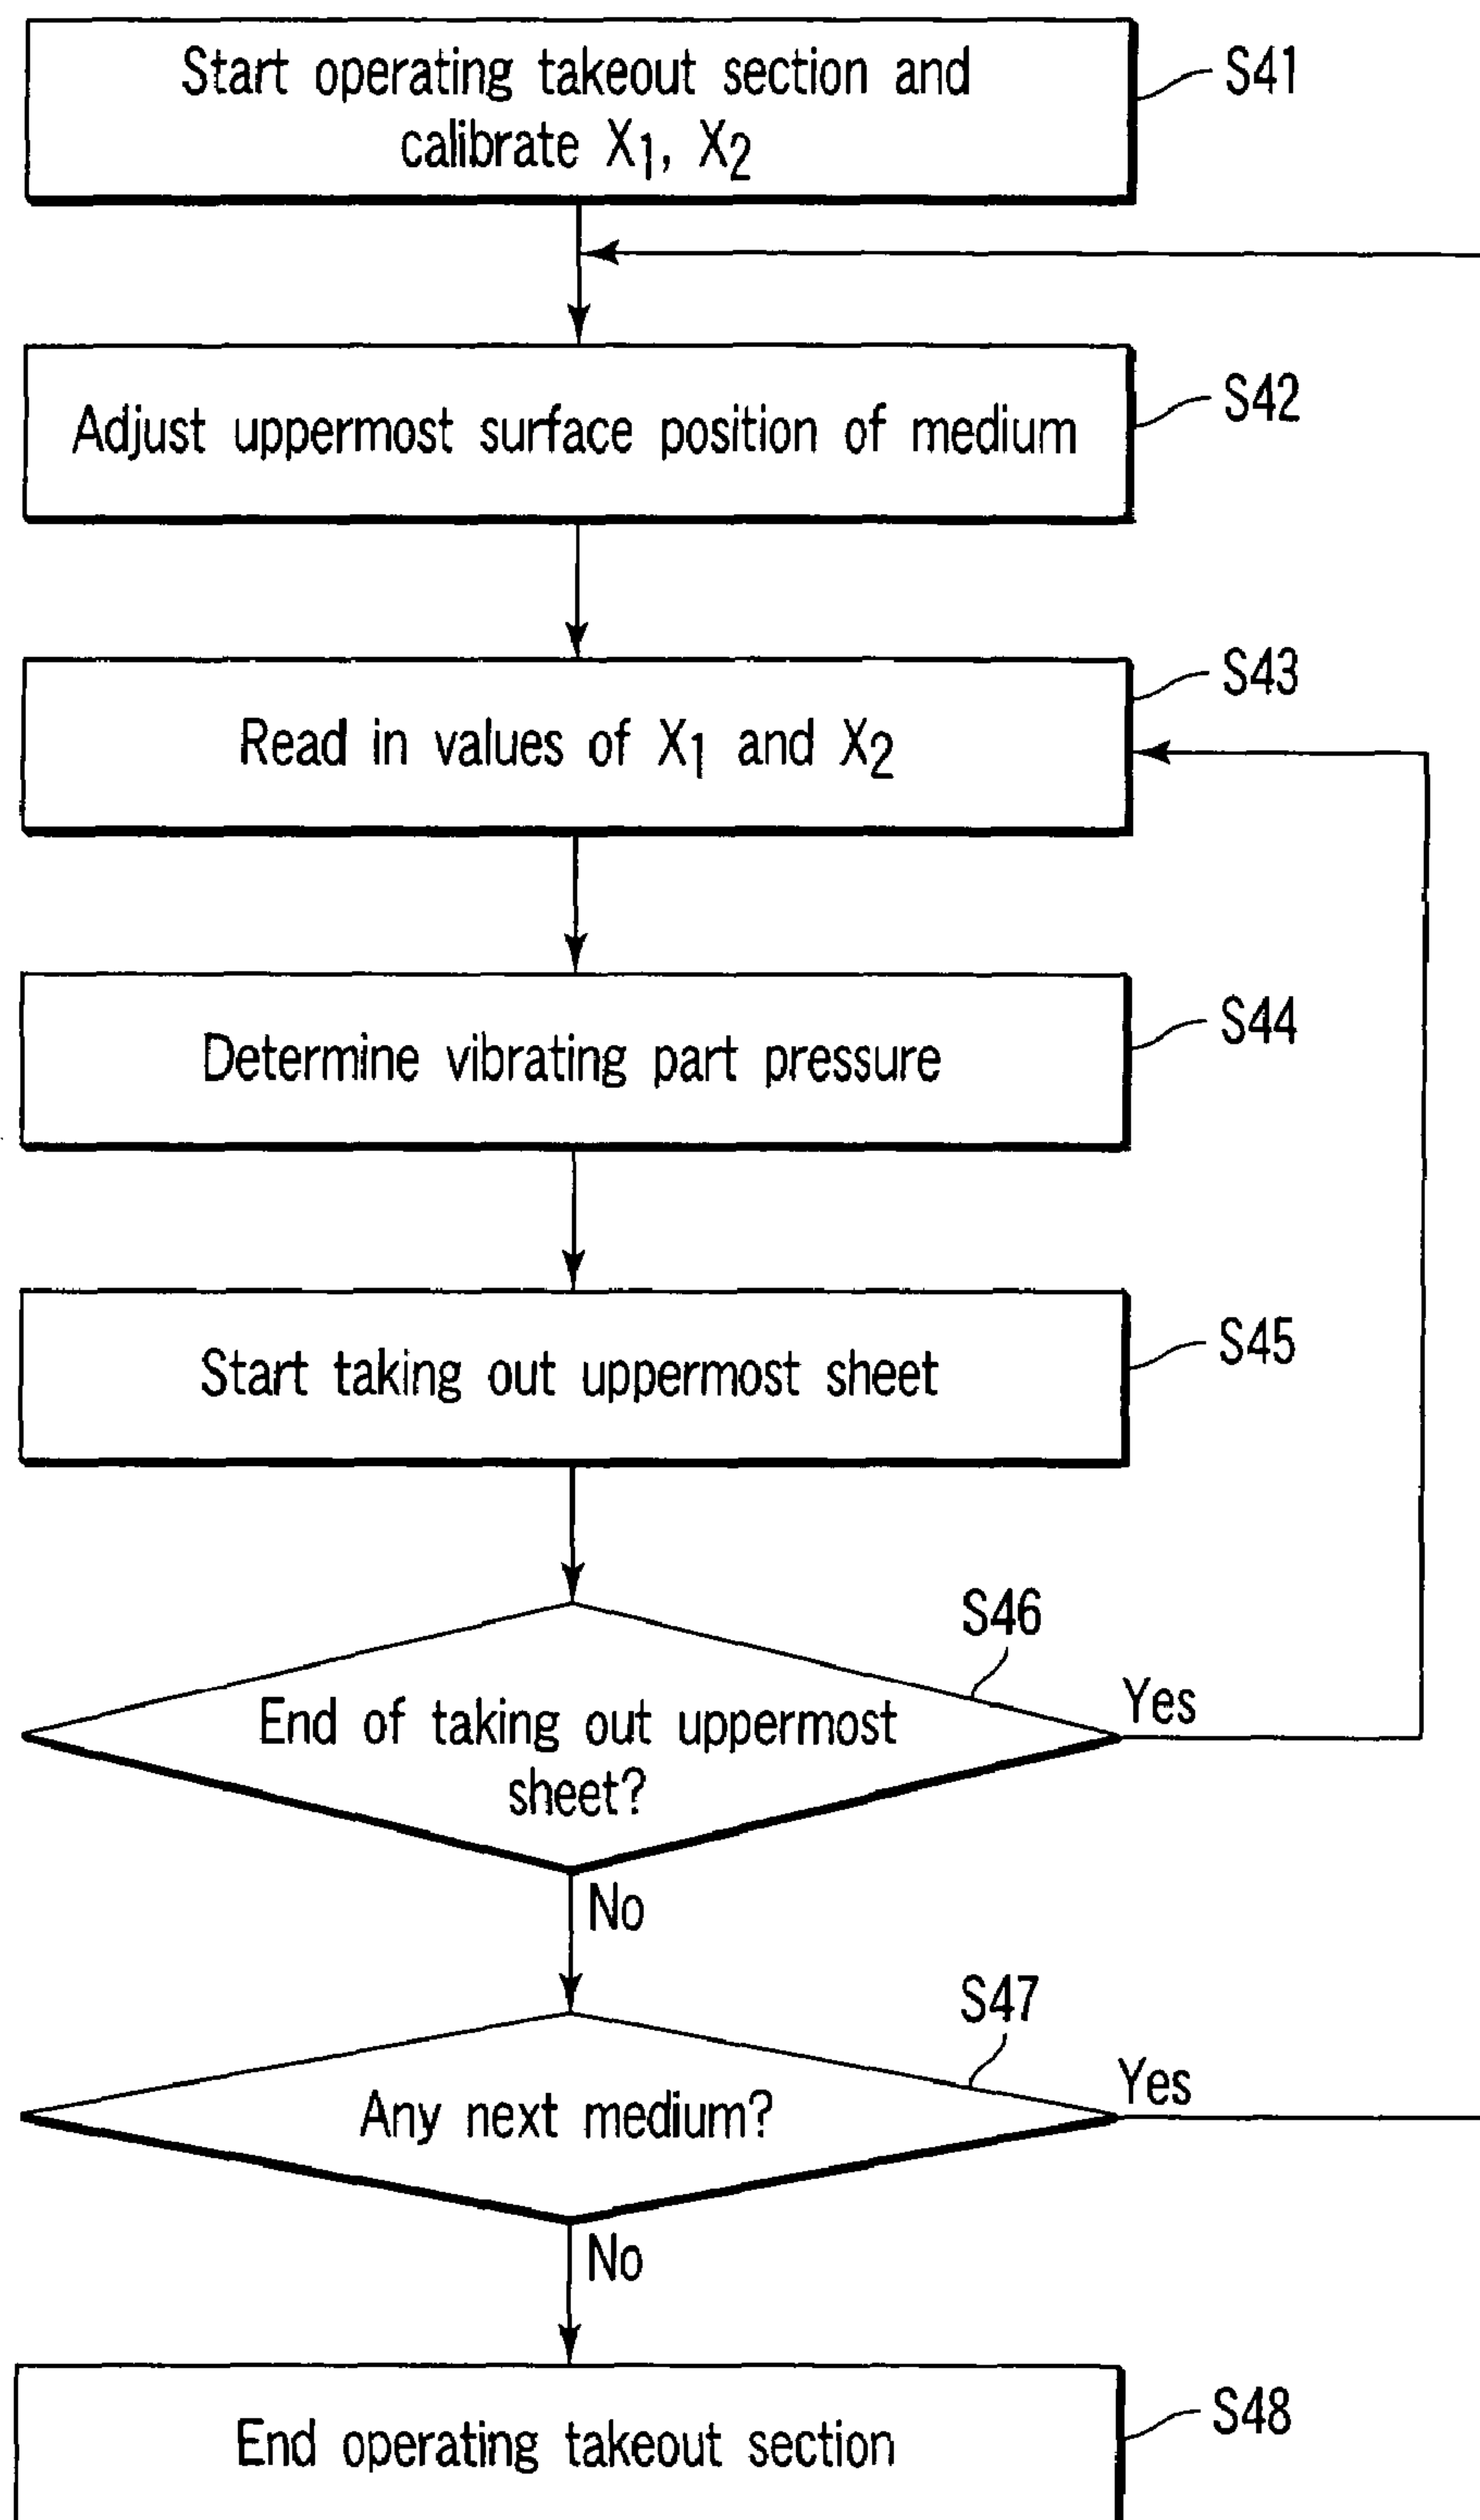 Start operating takeout section and
calibrate X1, X2
S41
Adjust uppermost surface position of medium
S42
Read in values of X1 and X2
S43
Determine vibrating part pressure
S44
Start taking out uppermost sheet
S45
S46
End of taking out uppermost
sheet?
Yes
No
S47
Any next medium?
Yes
No
End operating takeout section
S48